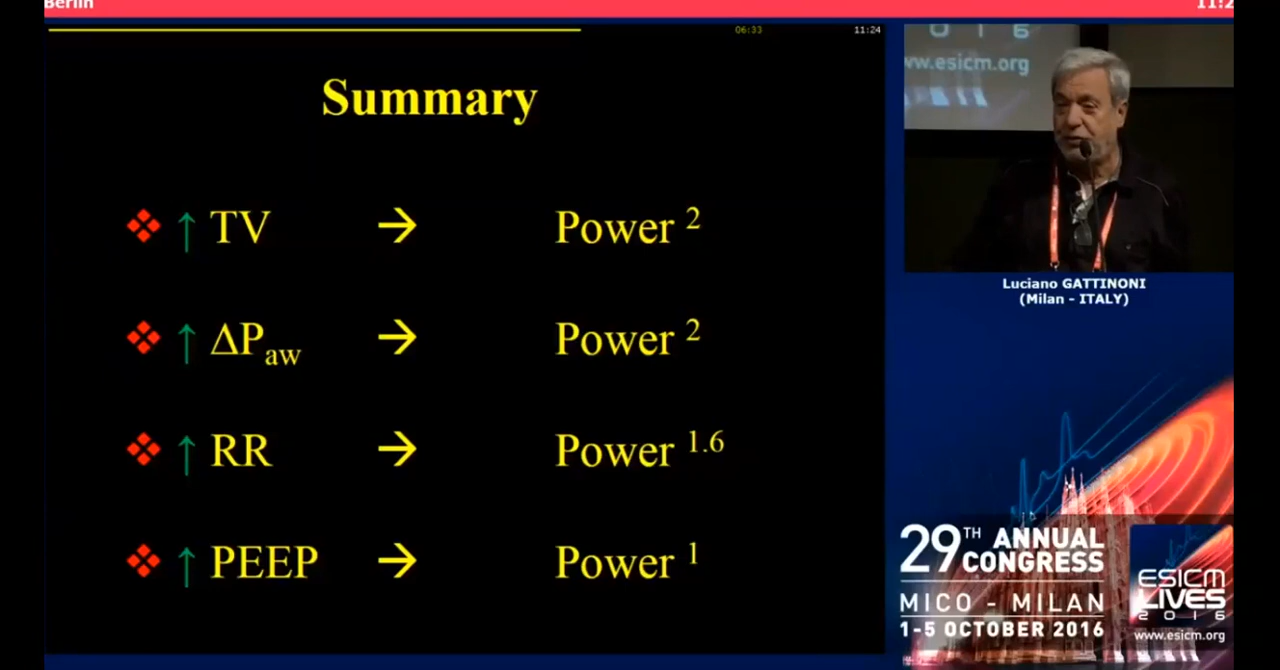 Berlin
06:33
11:24
Summary
❖ ↑ TV → Power 2
❖ ↑ ΔPaw → Power 2
❖ ↑ RR → Power 1.6
❖ ↑ PEEP → Power 1
www.esicm.org
Luciano GATTINONI
(Milan - ITALY)
29TH ANNUAL
CONGRESS
MICO - MILAN
1-5 OCTOBER 2016
ESICM
LIVES
2016
www.esicm.org